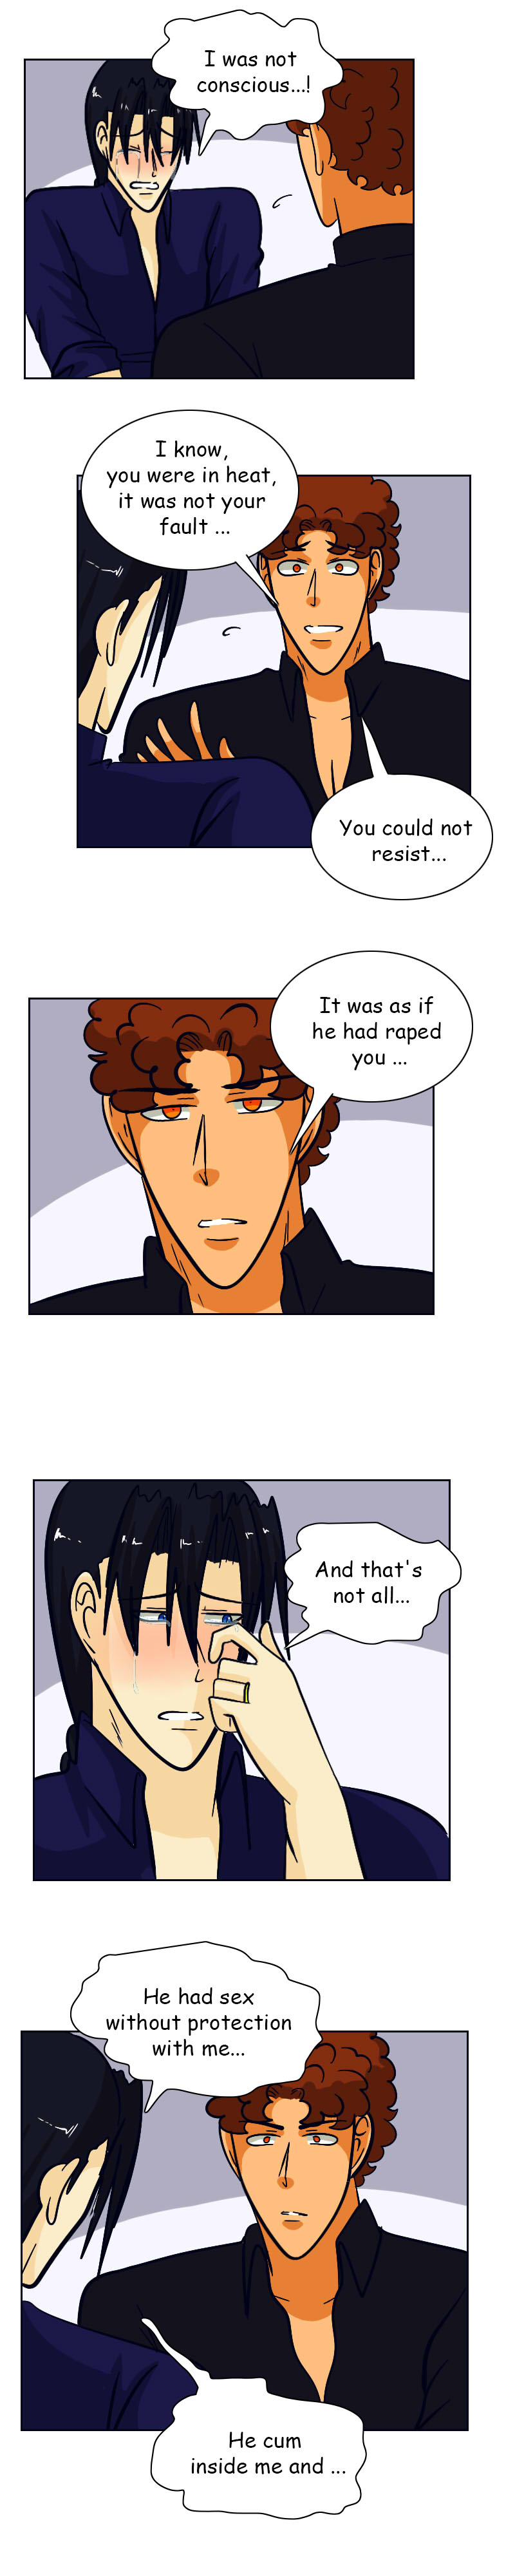 I was not
conscious...!
I know,
you were in heat,
it was not your
fault ...
You could not
resist...
It was as if
he had raped
you ...
And that's
not all...
He had sex
without protection
with me...
He cum
inside me and ...